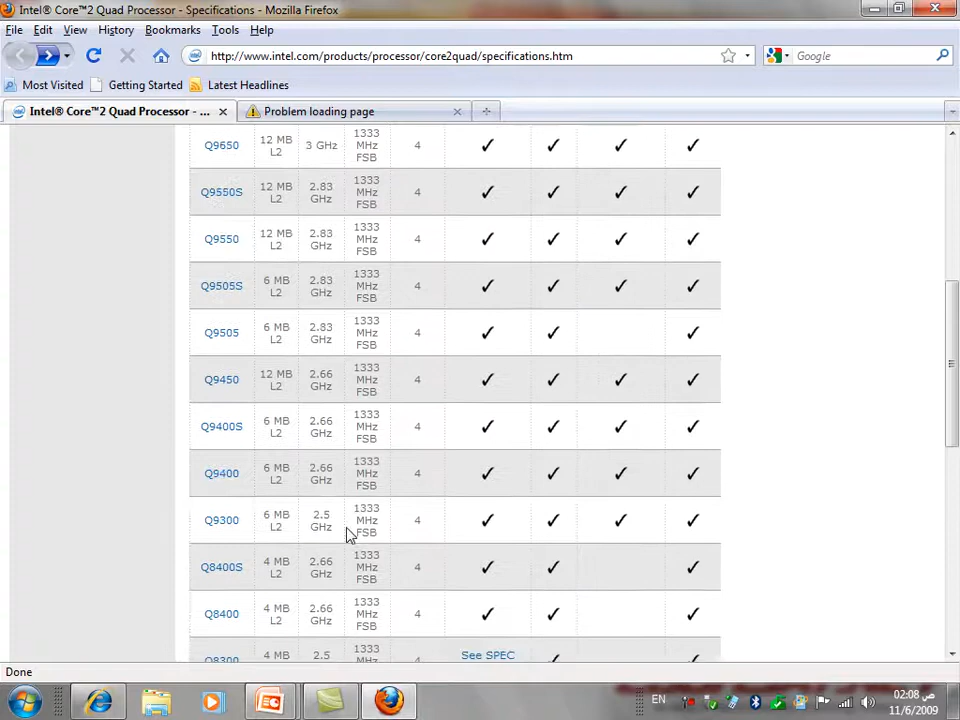 Intel® Core™2 Quad Processor - Specifications - Mozilla Firefox
File Edit View History Bookmarks Tools Help
http://www.intel.com/products/processor/core2quad/specifications.htm Google
Most Visited Getting Started Latest Headlines
Intel® Core™2 Quad Processor - ... Problem loading page
Q9650 12 MB L2 3 GHz 1333 MHz FSB 4 ✓ ✓ ✓ ✓
Q9550S 12 MB L2 2.83 GHz 1333 MHz FSB 4 ✓ ✓ ✓ ✓
Q9550 12 MB L2 2.83 GHz 1333 MHz FSB 4 ✓ ✓ ✓ ✓
Q9505S 6 MB L2 2.83 GHz 1333 MHz FSB 4 ✓ ✓ ✓ ✓
Q9505 6 MB L2 2.83 GHz 1333 MHz FSB 4 ✓ ✓ ✓
Q9450 12 MB L2 2.66 GHz 1333 MHz FSB 4 ✓ ✓ ✓ ✓
Q9400S 6 MB L2 2.66 GHz 1333 MHz FSB 4 ✓ ✓ ✓ ✓
Q9400 6 MB L2 2.66 GHz 1333 MHz FSB 4 ✓ ✓ ✓ ✓
Q9300 6 MB L2 2.5 GHz 1333 MHz FSB 4 ✓ ✓ ✓ ✓
Q8400S 4 MB L2 2.66 GHz 1333 MHz FSB 4 ✓ ✓ ✓
Q8400 4 MB L2 2.66 GHz 1333 MHz FSB 4 ✓ ✓ ✓
Q8300 4 MB 2.5 1333 MHz 4 See SPEC ✓ ✓
Done
EN 02:08 ص
11/6/2009